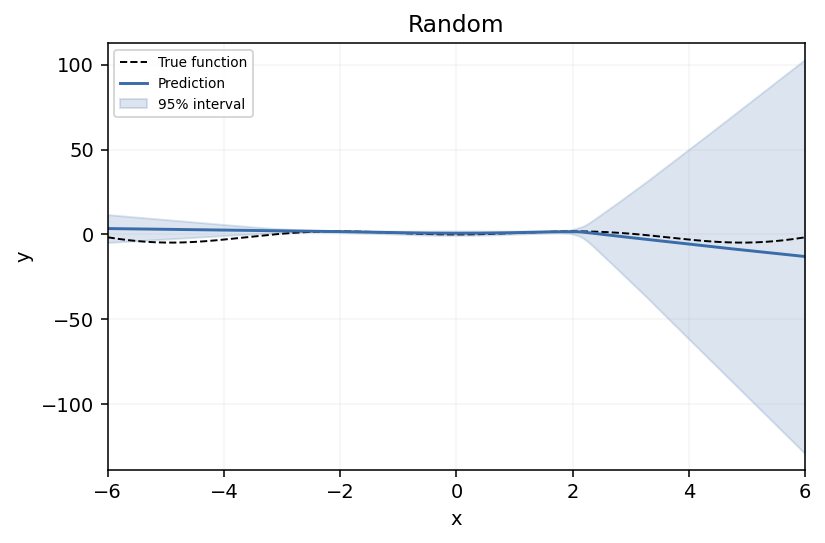 Random
True function
Prediction
95% interval
100
50
0
−50
−100
y
−6
−4
−2
0
2
4
6
x